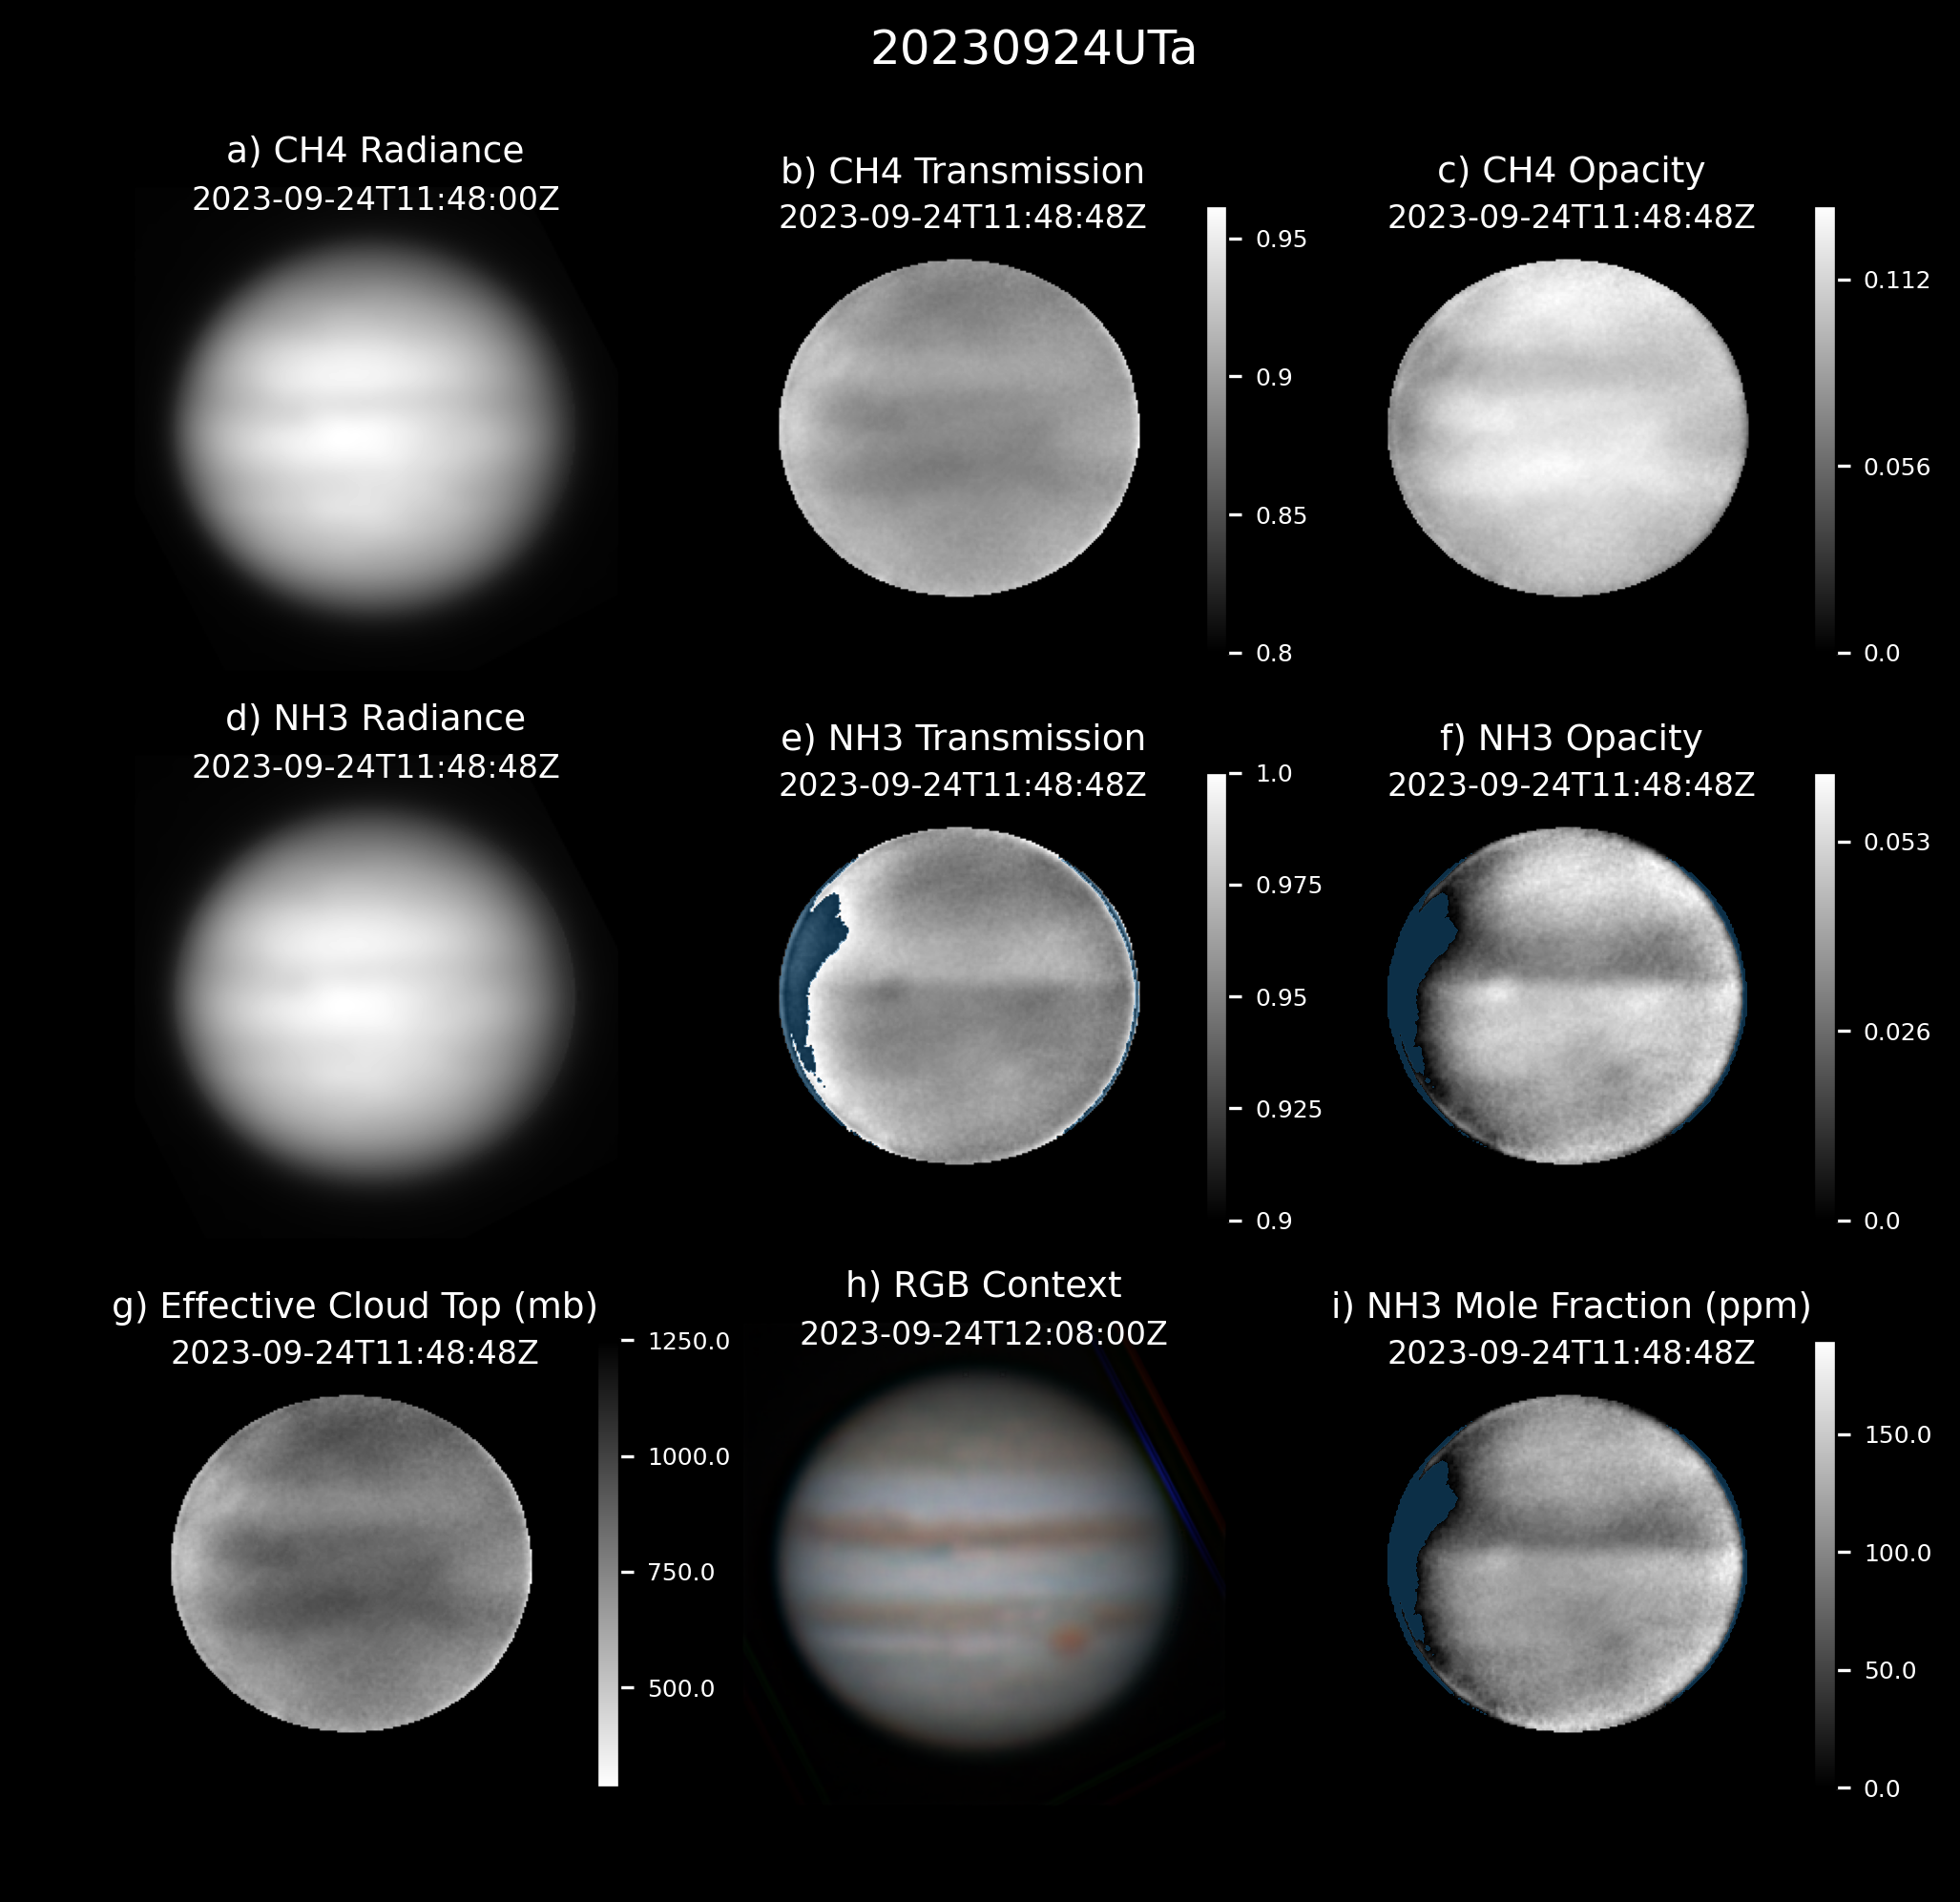 20230924UTa
a) CH4 Radiance
2023-09-24T11:48:00Z
b) CH4 Transmission
2023-09-24T11:48:48Z
0.95
0.9
0.85
0.8
c) CH4 Opacity
2023-09-24T11:48:48Z
0.112
0.056
0.0
d) NH3 Radiance
2023-09-24T11:48:48Z
e) NH3 Transmission
2023-09-24T11:48:48Z
1.0
0.975
0.95
0.925
0.9
f) NH3 Opacity
2023-09-24T11:48:48Z
0.053
0.026
0.0
g) Effective Cloud Top (mb)
2023-09-24T11:48:48Z
1250.0
1000.0
750.0
500.0
h) RGB Context
2023-09-24T12:08:00Z
i) NH3 Mole Fraction (ppm)
2023-09-24T11:48:48Z
150.0
100.0
50.0
0.0